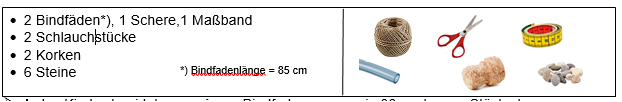 • 2 Bindfäden*), 1 Schere,1 Maßband
• 2 Schlauchstücke
• 2 Korken
• 6 Steine *) Bindfadenlänge = 85 cm